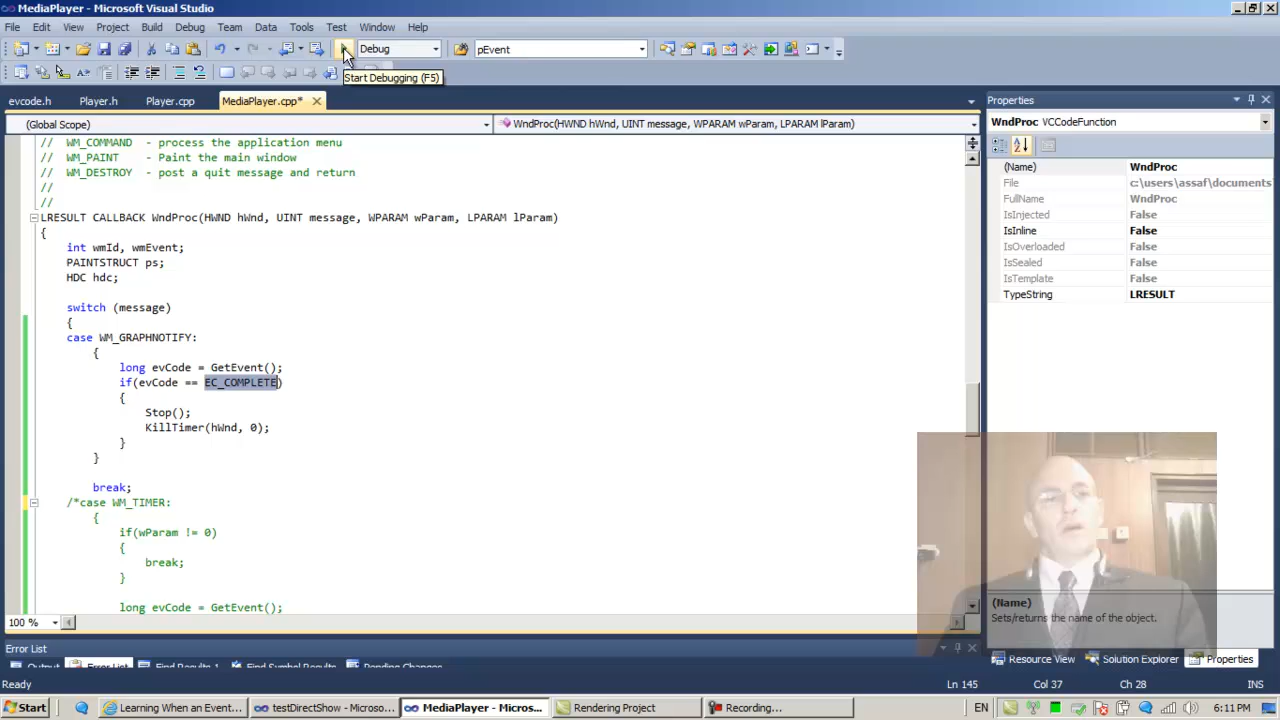 MediaPlayer - Microsoft Visual Studio
File Edit View Project Build Debug Team Data Tools Test Window Help
Debug pEvent
Start Debugging (F5)
evcode.h Player.h Player.cpp MediaPlayer.cpp* Properties
(Global Scope) WndProc(HWND hWnd, UINT message, WPARAM wParam, LPARAM lParam) WndProc VCCodeFunction
// WM_COMMAND - process the application menu
// WM_PAINT - Paint the main window
// WM_DESTROY - post a quit message and return
//
//
LRESULT CALLBACK WndProc(HWND hWnd, UINT message, WPARAM wParam, LPARAM lParam)
{
int wmId, wmEvent;
PAINTSTRUCT ps;
HDC hdc;
switch (message)
{
case WM_GRAPHNOTIFY:
{
long evCode = GetEvent();
if(evCode == EC_COMPLETE)
{
Stop();
KillTimer(hWnd, 0);
}
}
break;
/*case WM_TIMER:
{
if(wParam != 0)
{
break;
}
long evCode = GetEvent();
100 %
(Name) WndProc
File c:\users\assaf\documents
FullName WndProc
IsInjected False
IsInline False
IsOverloaded False
IsSealed False
IsTemplate False
TypeString LRESULT
(Name)
Sets/returns the name of the object.
Error List
Output Error List Find Results 1 Find Symbol Results Pending Changes
Resource View Solution Explorer Properties
Ready Ln 145 Col 37 Ch 28 INS
Start Learning When an Event... testDirectShow - Microso... MediaPlayer - Micros... Rendering Project Recording... EN 6:11 PM